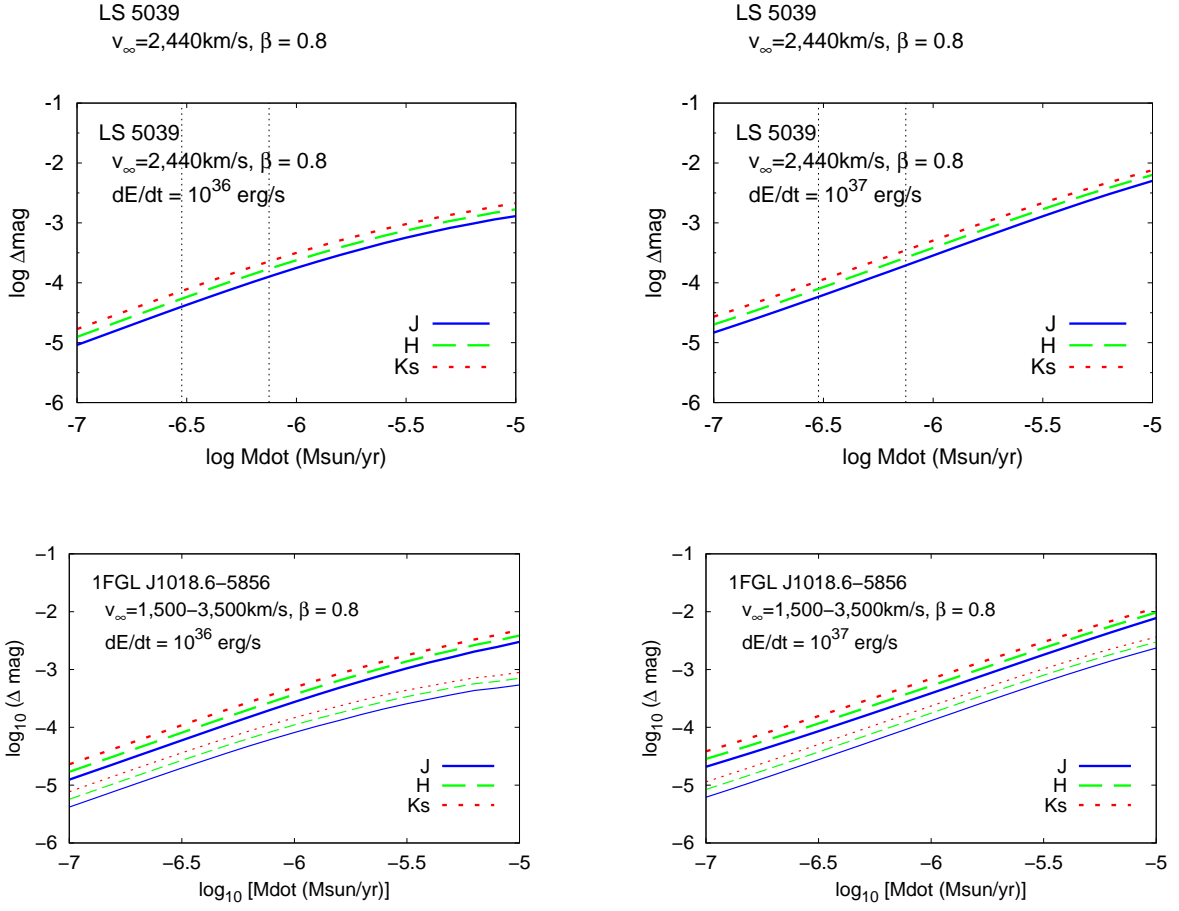 LS 5039
v∞=2,440km/s, β = 0.8
LS 5039
v∞=2,440km/s, β = 0.8
-1
-2
-3
-4
-5
-6
log Δmag
LS 5039
v∞=2,440km/s, β = 0.8
dE/dt = 10^36 erg/s
J
H
Ks
-7
-6.5
-6
-5.5
-5
log Mdot (Msun/yr)
-1
-2
-3
-4
-5
-6
log Δmag
LS 5039
v∞=2,440km/s, β = 0.8
dE/dt = 10^37 erg/s
J
H
Ks
-7
-6.5
-6
-5.5
-5
log Mdot (Msun/yr)
−1
−2
−3
−4
−5
−6
log10 (Δ mag)
1FGL J1018.6−5856
v∞=1,500−3,500km/s, β = 0.8
dE/dt = 10^36 erg/s
J
H
Ks
−7
−6.5
−6
−5.5
−5
log10 [Mdot (Msun/yr)]
−1
−2
−3
−4
−5
−6
log10 (Δ mag)
1FGL J1018.6−5856
v∞=1,500−3,500km/s, β = 0.8
dE/dt = 10^37 erg/s
J
H
Ks
−7
−6.5
−6
−5.5
−5
log10 [Mdot (Msun/yr)]